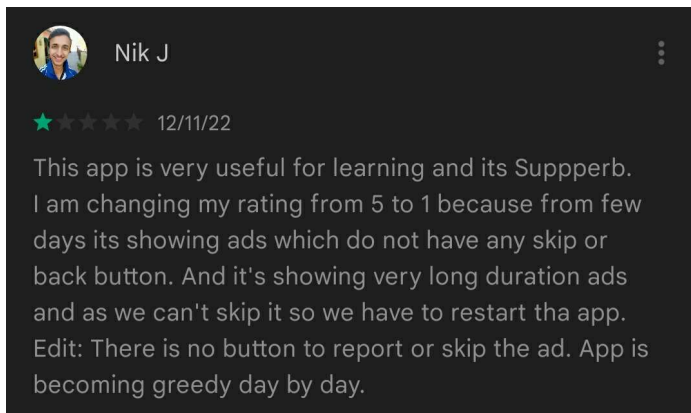 Nik J
12/11/22
This app is very useful for learning and its Suppperb.
I am changing my rating from 5 to 1 because from few
days its showing ads which do not have any skip or
back button. And it's showing very long duration ads
and as we can't skip it so we have to restart tha app.
Edit: There is no button to report or skip the ad. App is
becoming greedy day by day.